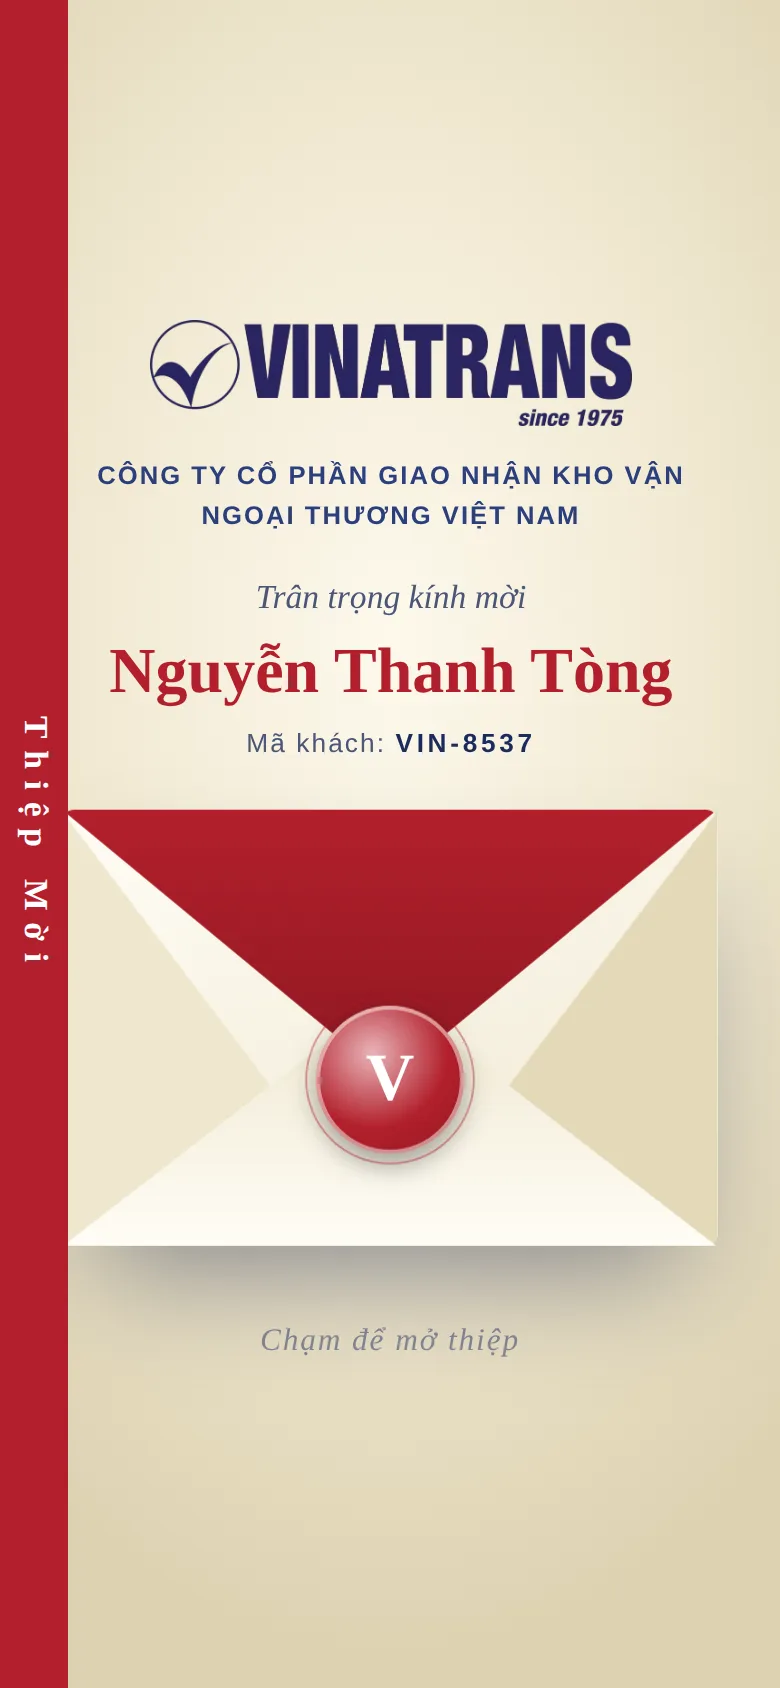 VINATRANS
since 1975
CÔNG TY CỔ PHẦN GIAO NHẬN KHO VẬN
NGOẠI THƯƠNG VIỆT NAM
Trân trọng kính mời
Nguyễn Thanh Tòng
Mã khách: VIN-8537
Thiệp Mời
V
Chạm để mở thiệp